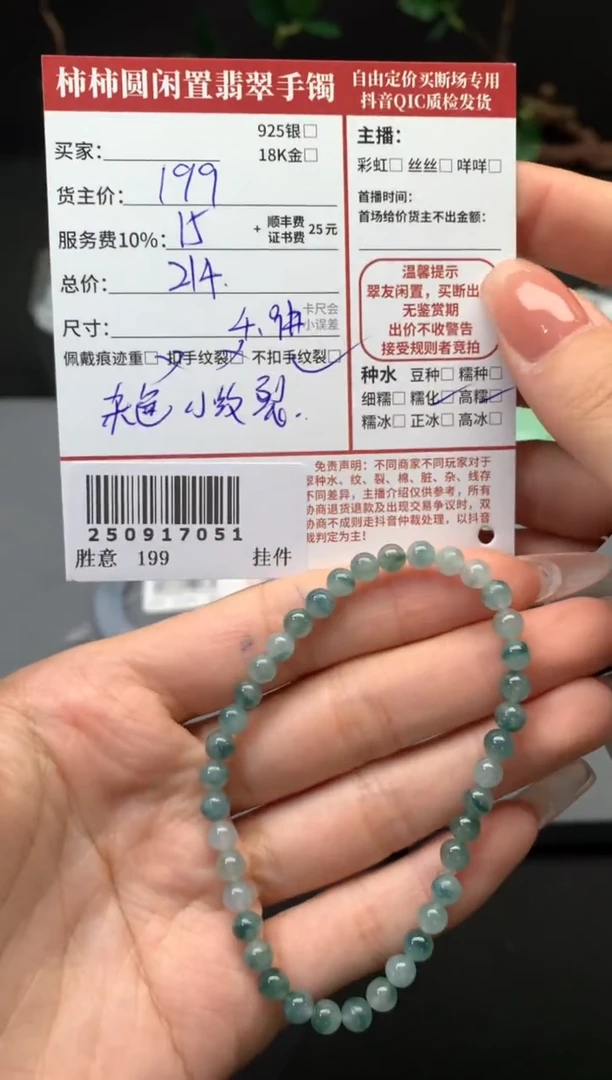 柿柿圆闲置翡翠手镯
自由定价买断场专用
抖音QIC质检发货
925银□
买家：
18K金□
货主价：199
服务费10%：15
+ 顺丰费 证书费 25元
总价：214.
尺寸：4.9
卡尺会
小误差
佩戴痕迹重□ 扣手纹裂□ 不扣手纹裂□
杂色 小纹裂.
主播：
彩虹□ 丝丝□ 咩咩□
首播时间：
首场给价货主不出金额：
温馨提示
翠友闲置，买断出
无鉴赏期
出价不收警告
接受规则者竞拍
种水 豆种□ 糯种□
细糯□ 糯化□ 高糯□
糯冰□ 正冰□ 高冰□
免责声明：不同商家不同玩家对于
翠种水、纹、裂、棉、脏、杂、线存
不同差异，主播介绍仅供参考，所有
协商退货退款及出现交易争议时，双
协商不成则走抖音仲裁处理，以抖音
裁判定为主！
250917051
胜意 199 挂件